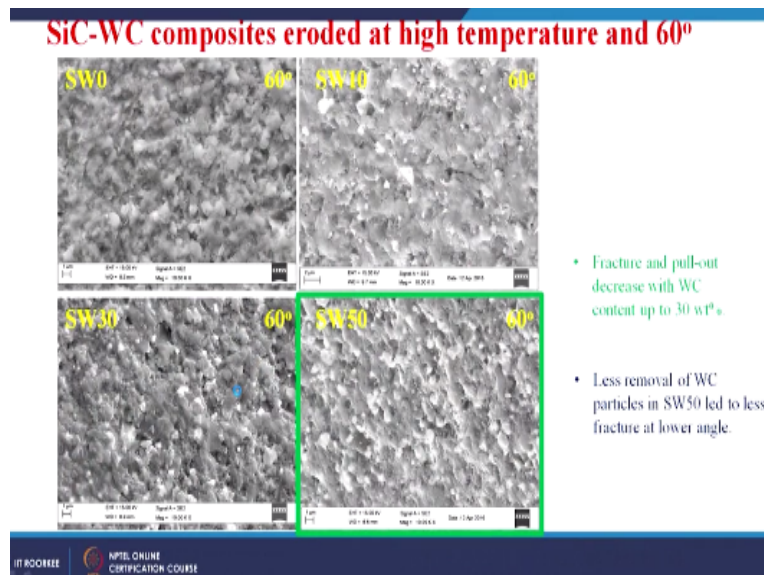 SiC-WC composites eroded at high temperature and 60°
SW0 60°
SW10 60°
SW30 60°
SW50 60°
• Fracture and pull-out
decrease with WC
content up to 30 wt%.
• Less removal of WC
particles in SW50 led to less
fracture at lower angle.
IIT ROORKEE
NPTEL ONLINE
CERTIFICATION COURSE